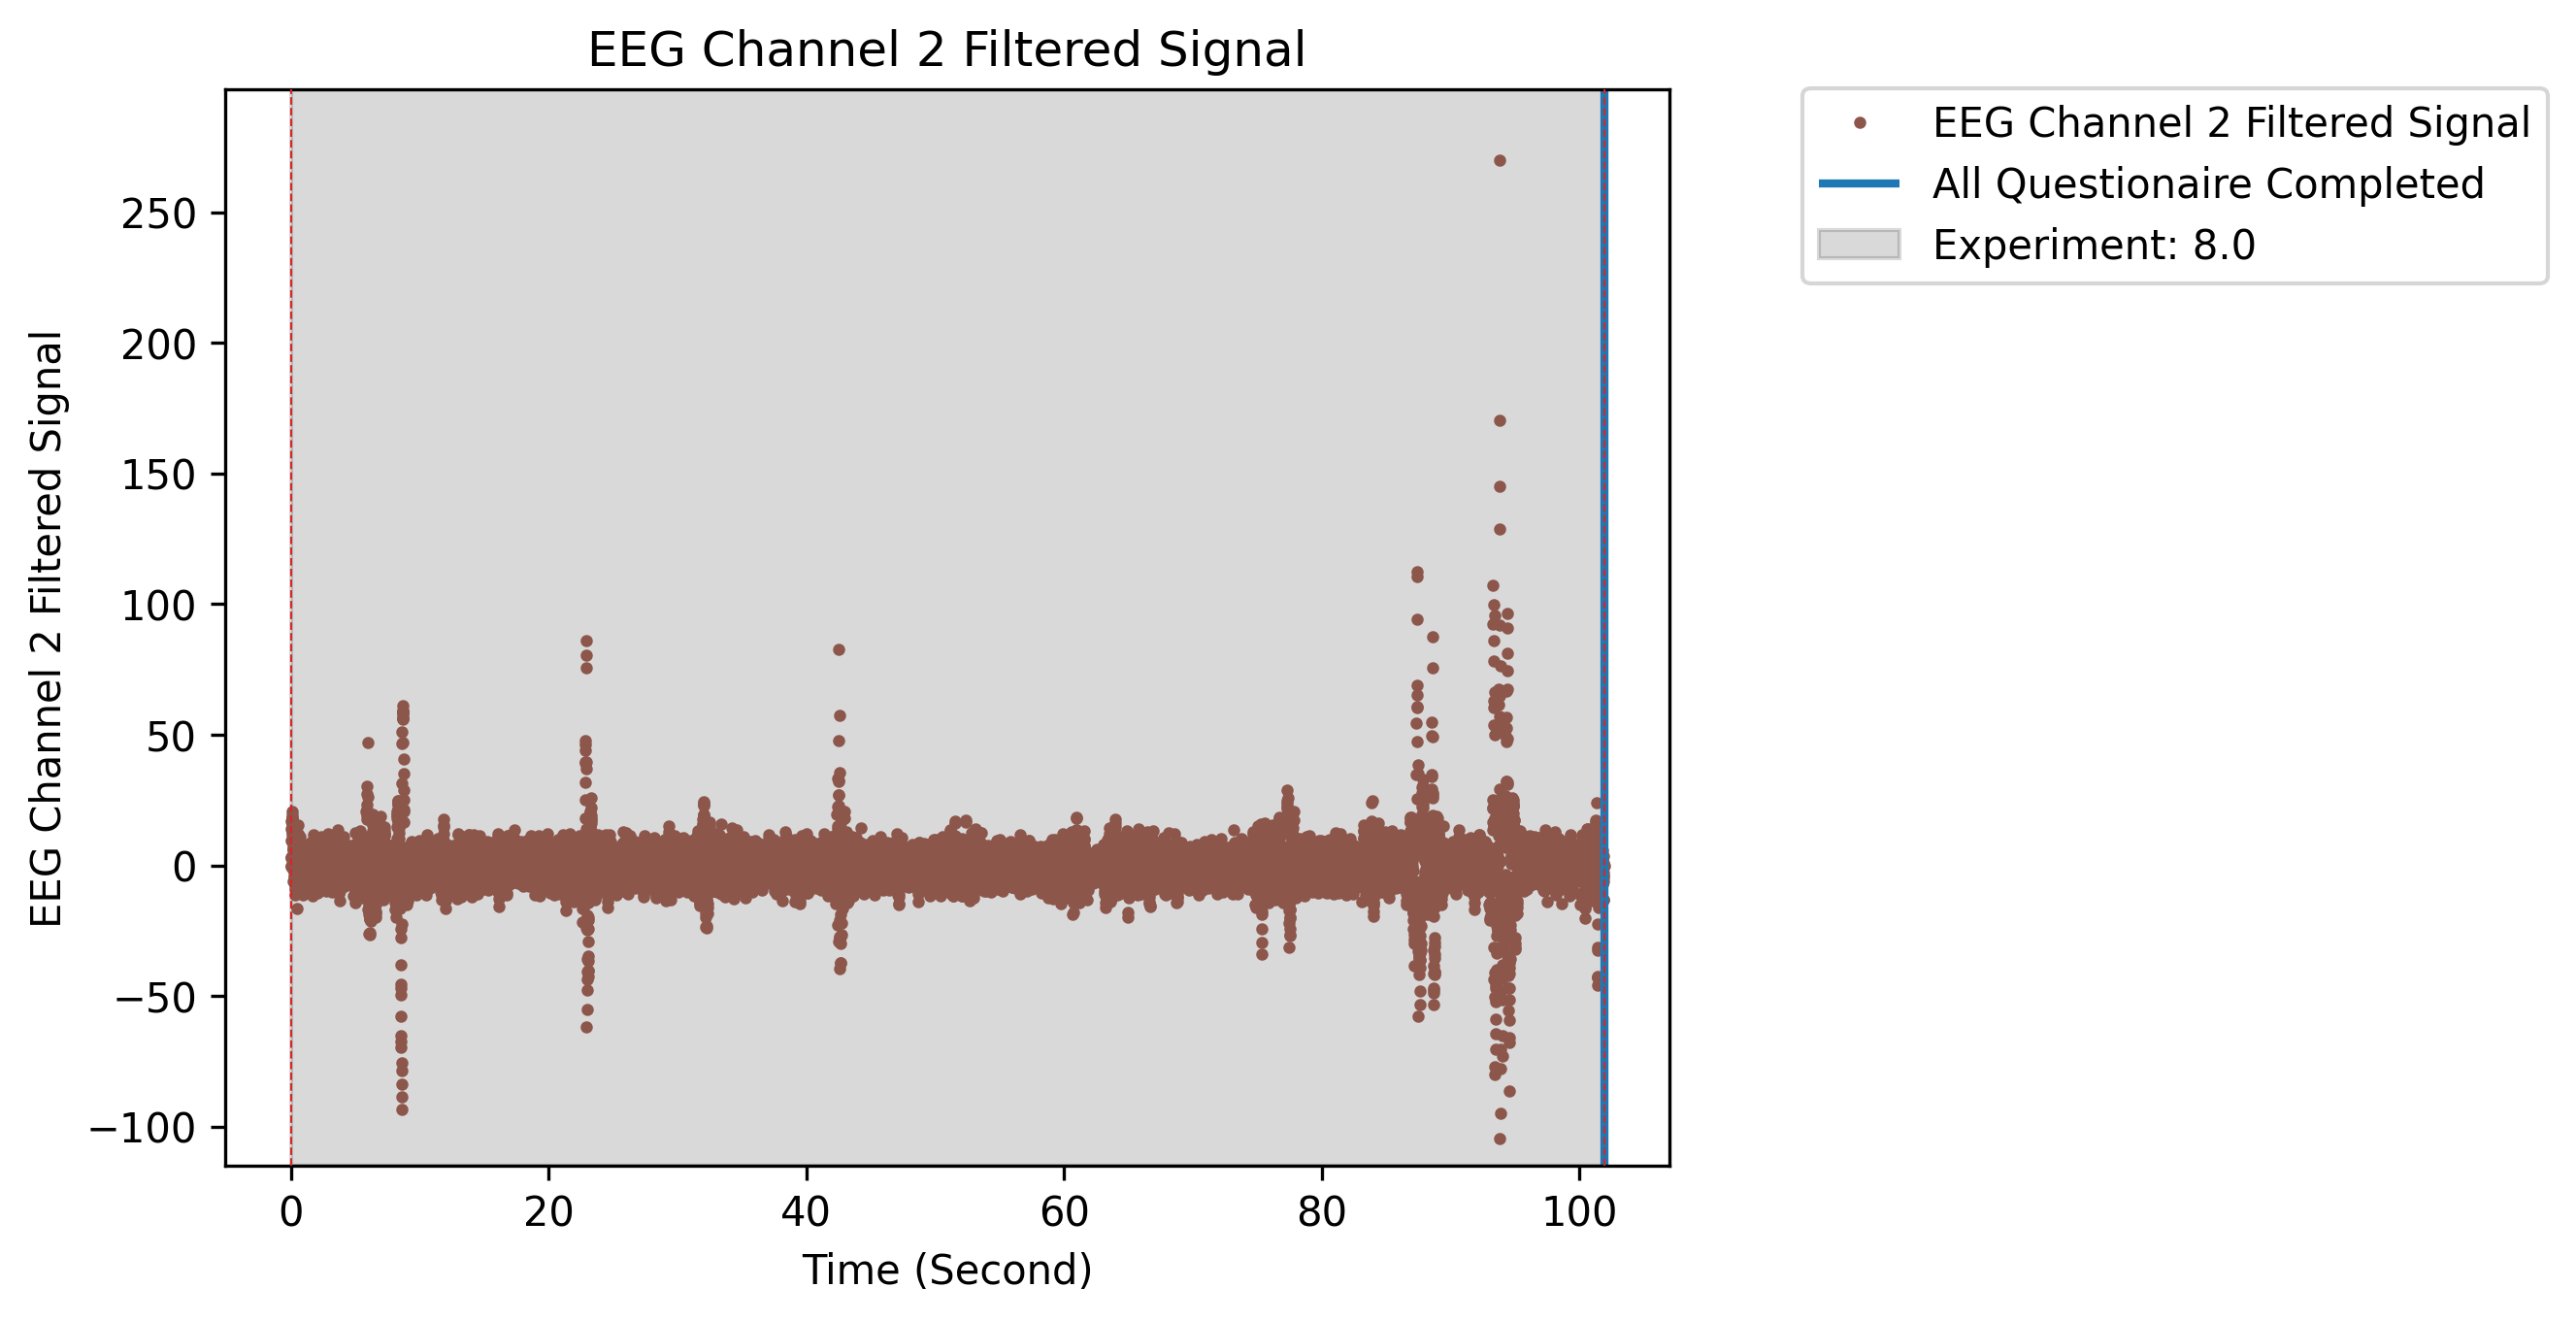 EEG Channel 2 Filtered Signal
EEG Channel 2 Filtered Signal
All Questionaire Completed
Experiment: 8.0
EEG Channel 2 Filtered Signal
250
200
150
100
50
0
−50
−100
0 20 40 60 80 100
Time (Second)